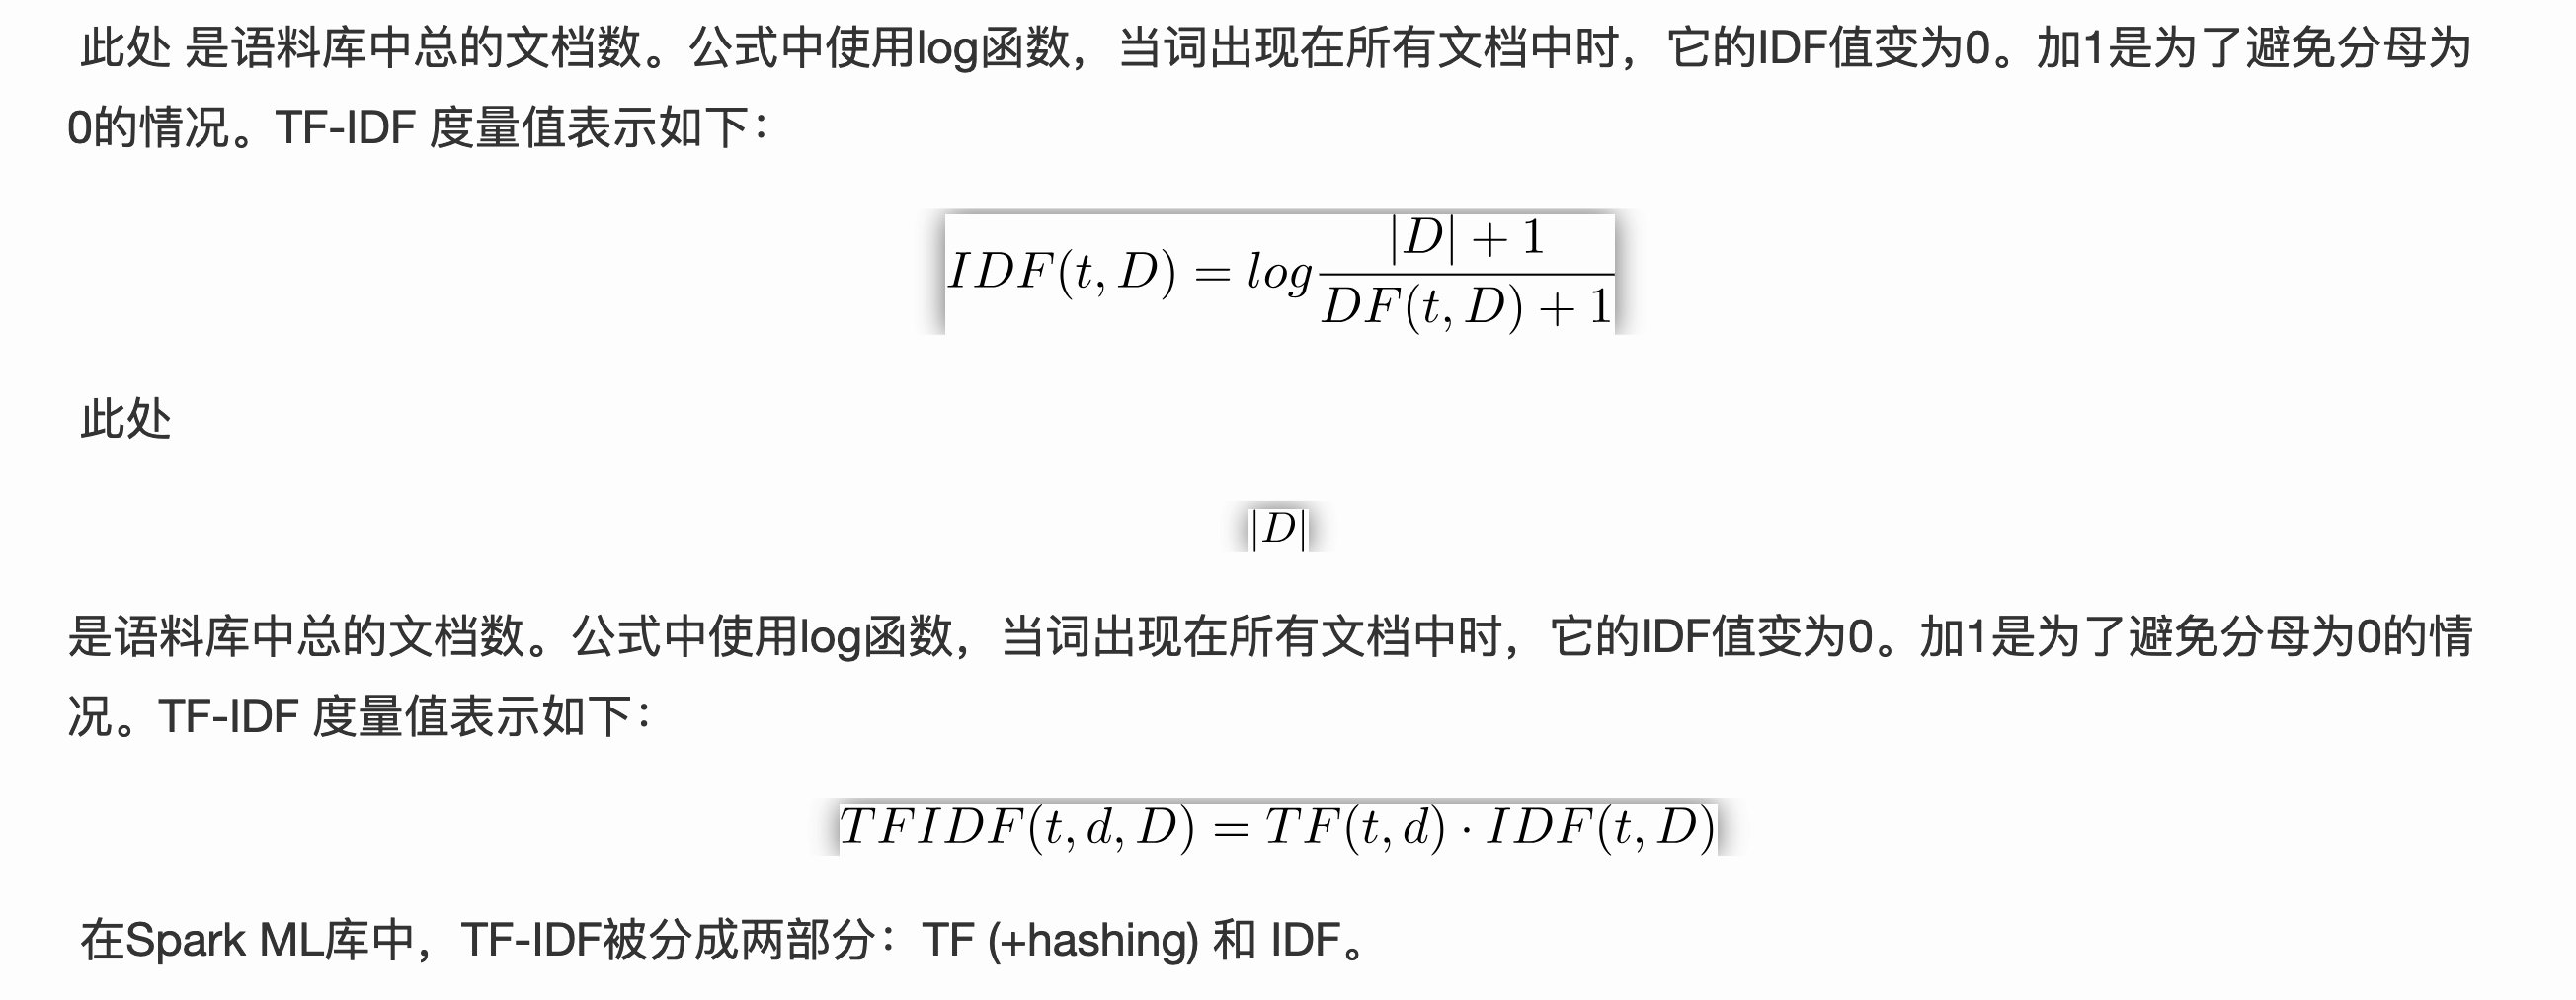 此处 是语料库中总的文档数。公式中使用log函数，当词出现在所有文档中时，它的IDF值变为0。加1是为了避免分母为
0的情况。TF-IDF 度量值表示如下：
IDF(t, D) = log \frac{|D| + 1}{DF(t, D) + 1}
此处
|D|
是语料库中总的文档数。公式中使用log函数，当词出现在所有文档中时，它的IDF值变为0。加1是为了避免分母为0的情
况。TF-IDF 度量值表示如下：
TFIDF(t, d, D) = TF(t, d) · IDF(t, D)
在Spark ML库中，TF-IDF被分成两部分：TF (+hashing) 和 IDF。